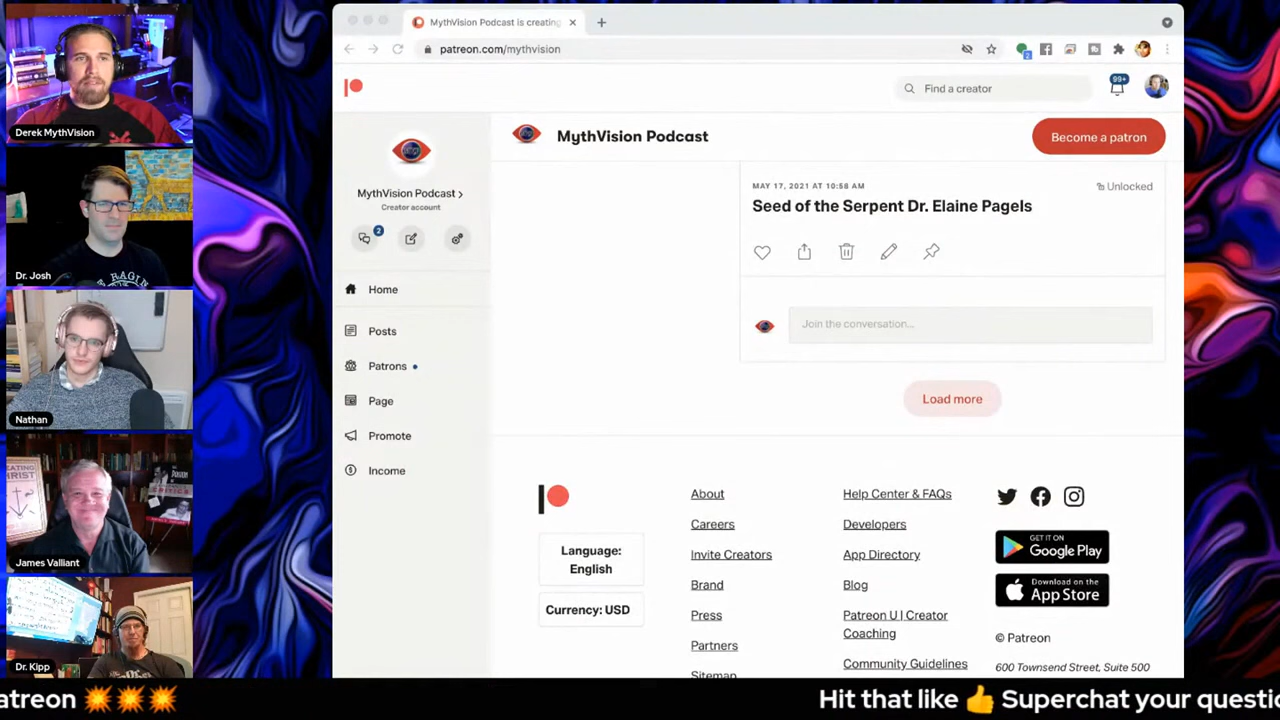 MythVision Podcast is creating
patreon.com/mythvision
2
Find a creator
99+
MythVision Podcast
Creator account
2
Home
Posts
Patrons
Page
Promote
Income
MythVision Podcast
Become a patron
MAY 17, 2021 AT 10:58 AM
Unlocked
Seed of the Serpent Dr. Elaine Pagels
Join the conversation...
Load more
Language:
English
Currency: USD
About
Careers
Invite Creators
Brand
Press
Partners
Sitemap
Help Center & FAQs
Developers
App Directory
Blog
Patreon U | Creator
Coaching
Community Guidelines
GET IT ON
Google Play
Download on the
App Store
© Patreon
600 Townsend Street, Suite 500
Derek MythVision
Dr. Josh
Nathan
James Valliant
Dr. Kipp
atreon 💥💥💥
Hit that like 👍 Superchat your questio